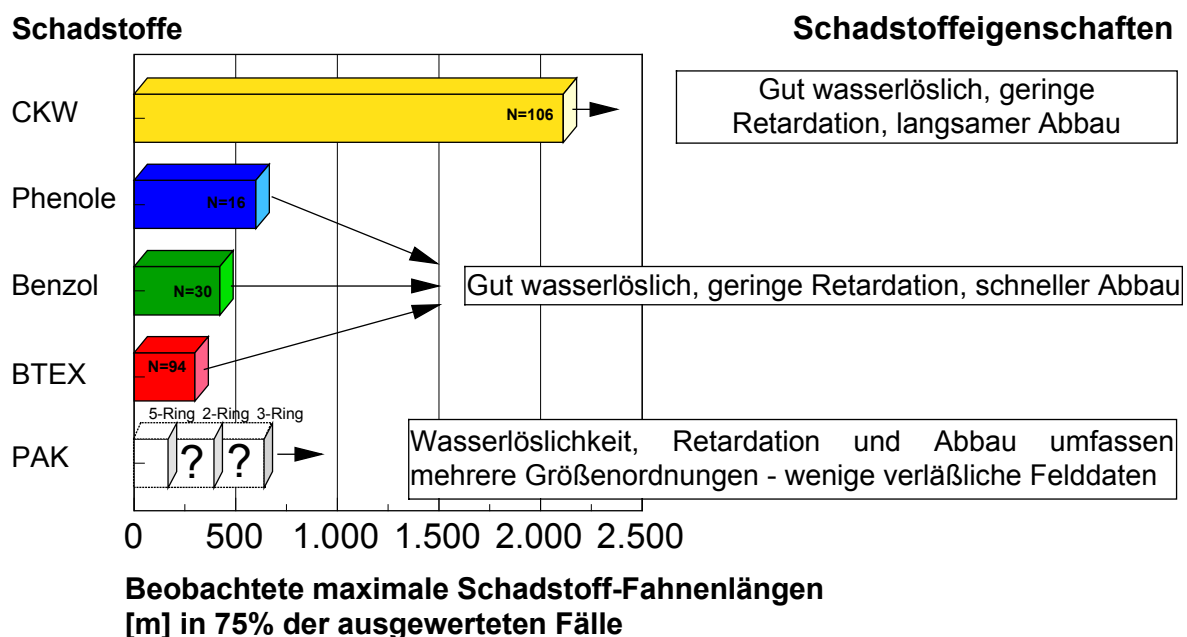 Schadstoffe
Schadstoffeigenschaften
CKW
N=106
Gut wasserlöslich, geringe
Retardation, langsamer Abbau
Phenole
N=16
Benzol
N=30
Gut wasserlöslich, geringe Retardation, schneller Abbau
BTEX
N=94
5-Ring 2-Ring 3-Ring
PAK
? ?
Wasserlöslichkeit, Retardation und Abbau umfassen
mehrere Größenordnungen - wenige verläßliche Felddaten
0 500 1.000 1.500 2.000 2.500
Beobachtete maximale Schadstoff-Fahnenlängen
[m] in 75% der ausgewerteten Fälle